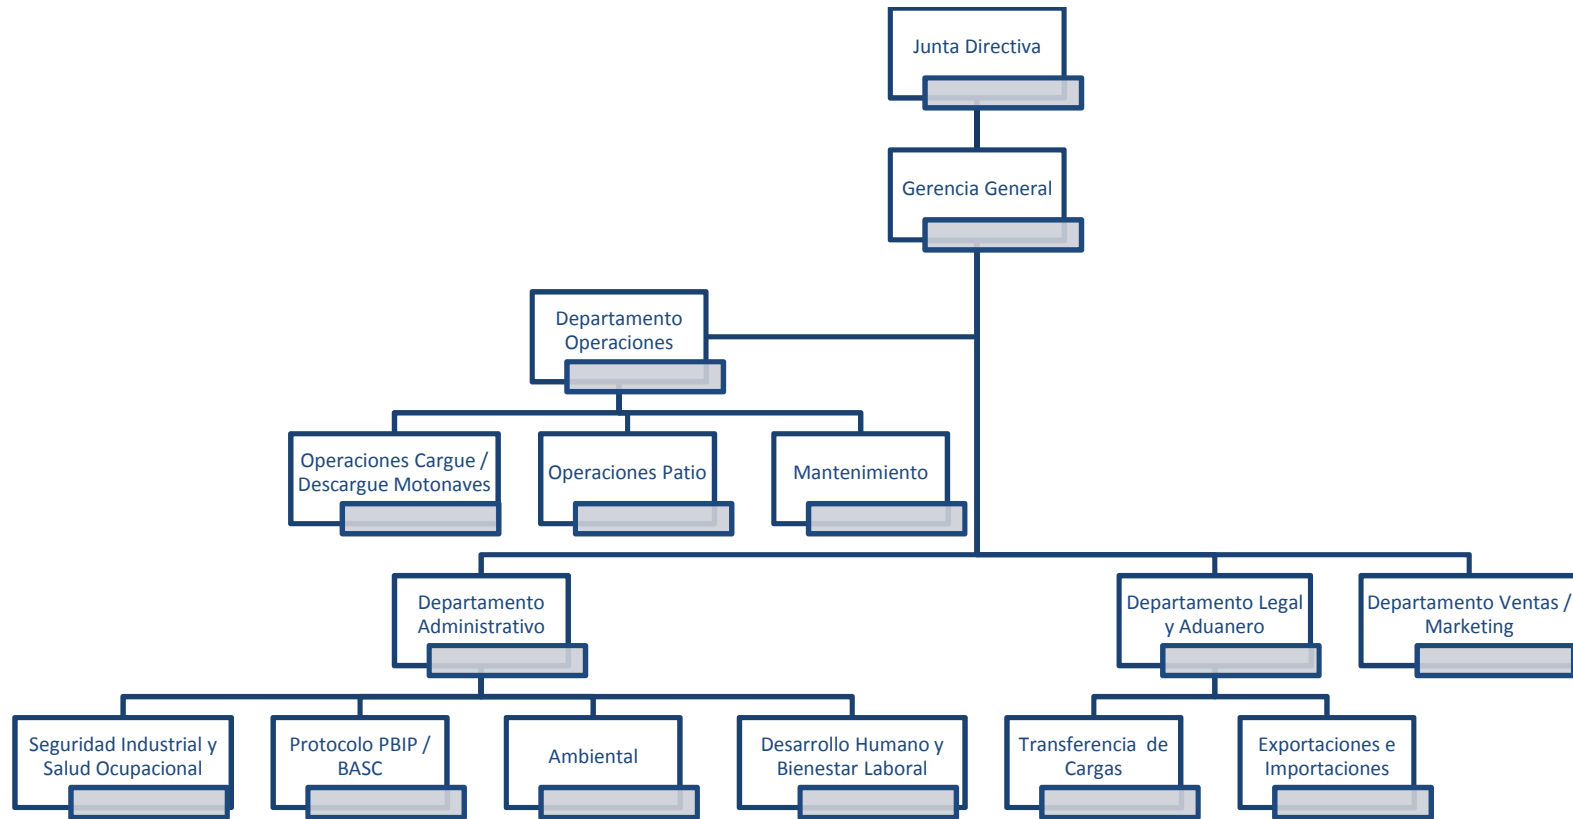 Junta Directiva
Gerencia General
Departamento
Operaciones
Operaciones Cargue /
Descargue Motonaves
Operaciones Patio
Mantenimiento
Departamento
Administrativo
Departamento Legal
y Aduanero
Departamento Ventas /
Marketing
Seguridad Industrial y
Salud Ocupacional
Protocolo PBIP /
BASC
Ambiental
Desarrollo Humano y
Bienestar Laboral
Transferencia de
Cargas
Exportaciones e
Importaciones